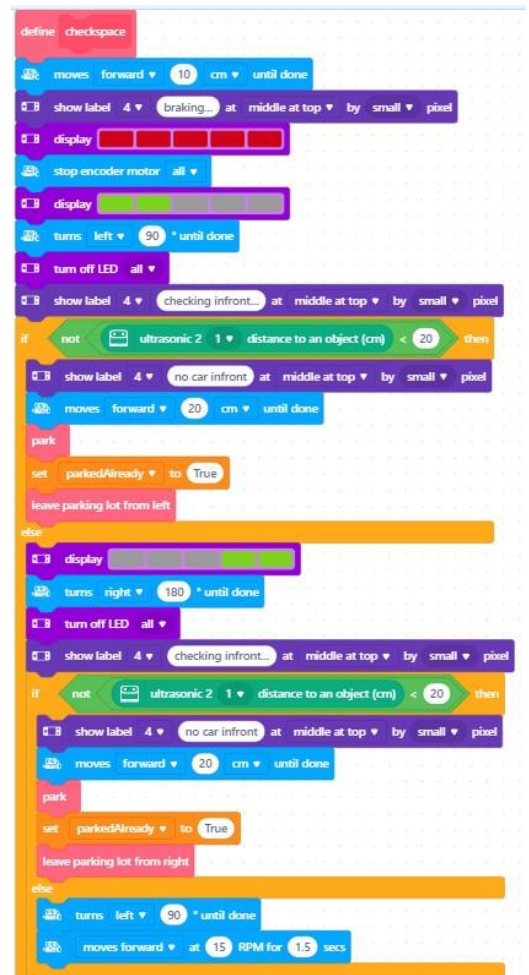 define checkspace
moves forward 10 cm until done
show label 4 braking... at middle at top by small pixel
display
stop encoder motor all
display
turns left 90 ° until done
turn off LED all
show label 4 checking infront... at middle at top by small pixel
if not ultrasonic 2 1 distance to an object (cm) < 20 then
show label 4 no car infront at middle at top by small pixel
moves forward 20 cm until done
park
set parkedAlready to True
leave parking lot from left
else
display
turns right 180 ° until done
turn off LED all
show label 4 checking infront... at middle at top by small pixel
if not ultrasonic 2 1 distance to an object (cm) < 20 then
show label 4 no car infront at middle at top by small pixel
moves forward 20 cm until done
park
set parkedAlready to True
leave parking lot from right
else
turns left 90 ° until done
moves forward at 15 RPM for 1.5 secs